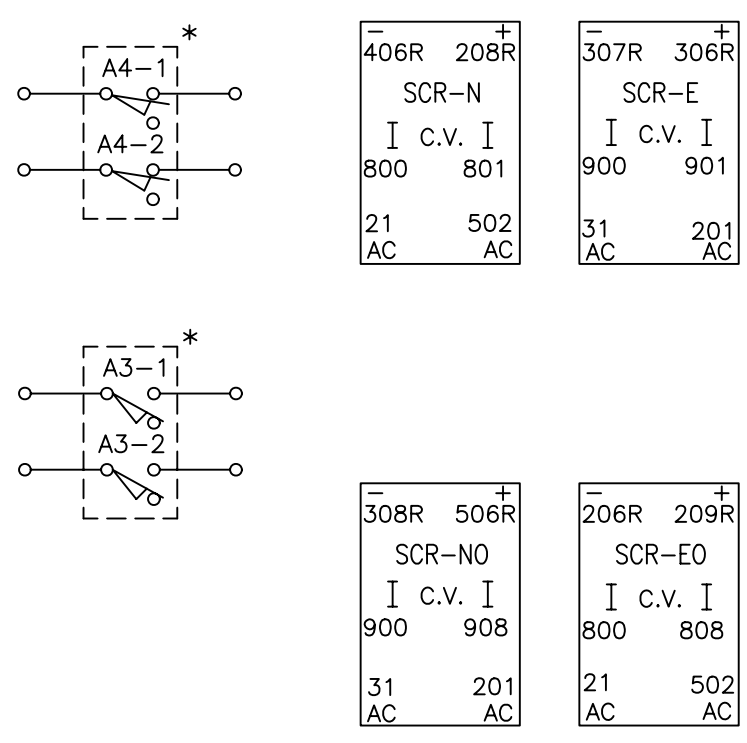 *
A4-1
A4-2
− +
406R 208R
SCR-N
I C.V. I
800 801
21 502
AC AC
− +
307R 306R
SCR-E
I C.V. I
900 901
31 201
AC AC
*
A3-1
A3-2
− +
308R 506R
SCR-NO
I C.V. I
900 908
31 201
AC AC
− +
206R 209R
SCR-EO
I C.V. I
800 808
21 502
AC AC